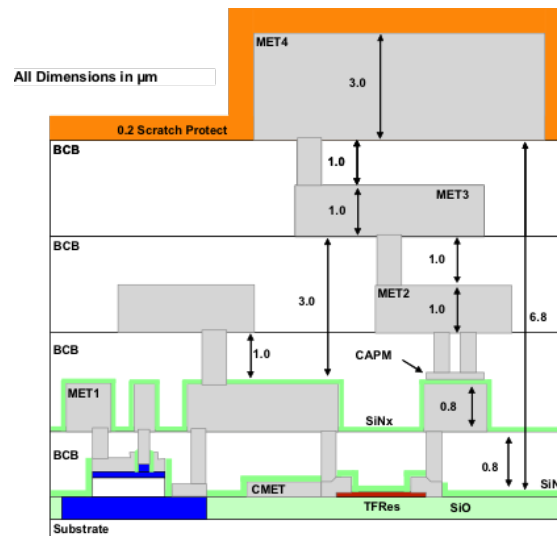 MET4
All Dimensions in µm
3.0
0.2 Scratch Protect
BCB
1.0
MET3
1.0
BCB
1.0
3.0
MET2
1.0
6.8
BCB
1.0
CAPM
MET1
0.8
SiNx
BCB
0.8
CMET
SiN
TFRes
SiO
Substrate